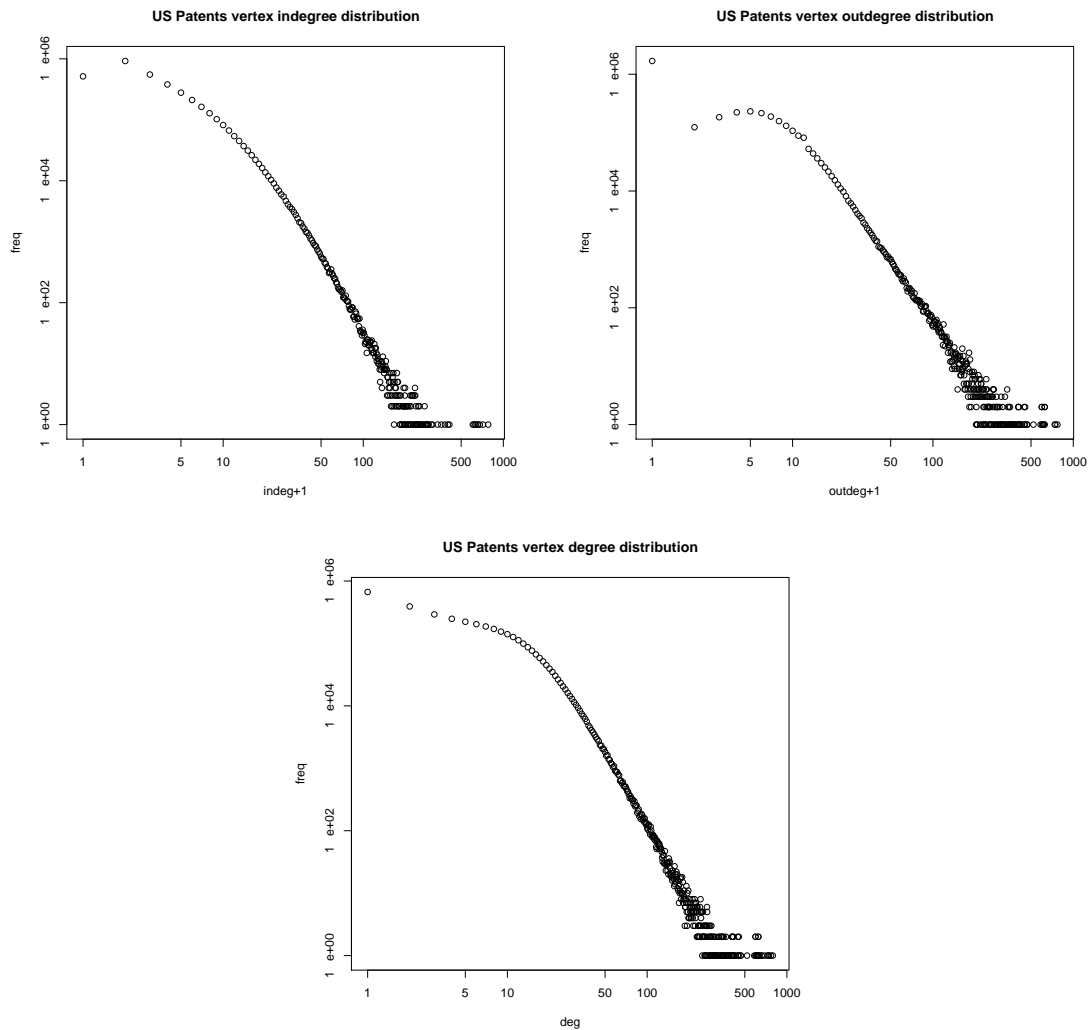 US Patents vertex indegree distribution
freq
1 e+00
1 e+02
1 e+04
1 e+06
1 5 10 50 100 500 1000
indeg+1
US Patents vertex outdegree distribution
freq
1 e+00
1 e+02
1 e+04
1 e+06
1 5 10 50 100 500 1000
outdeg+1
US Patents vertex degree distribution
freq
1 e+00
1 e+02
1 e+04
1 e+06
1 5 10 50 100 500 1000
deg